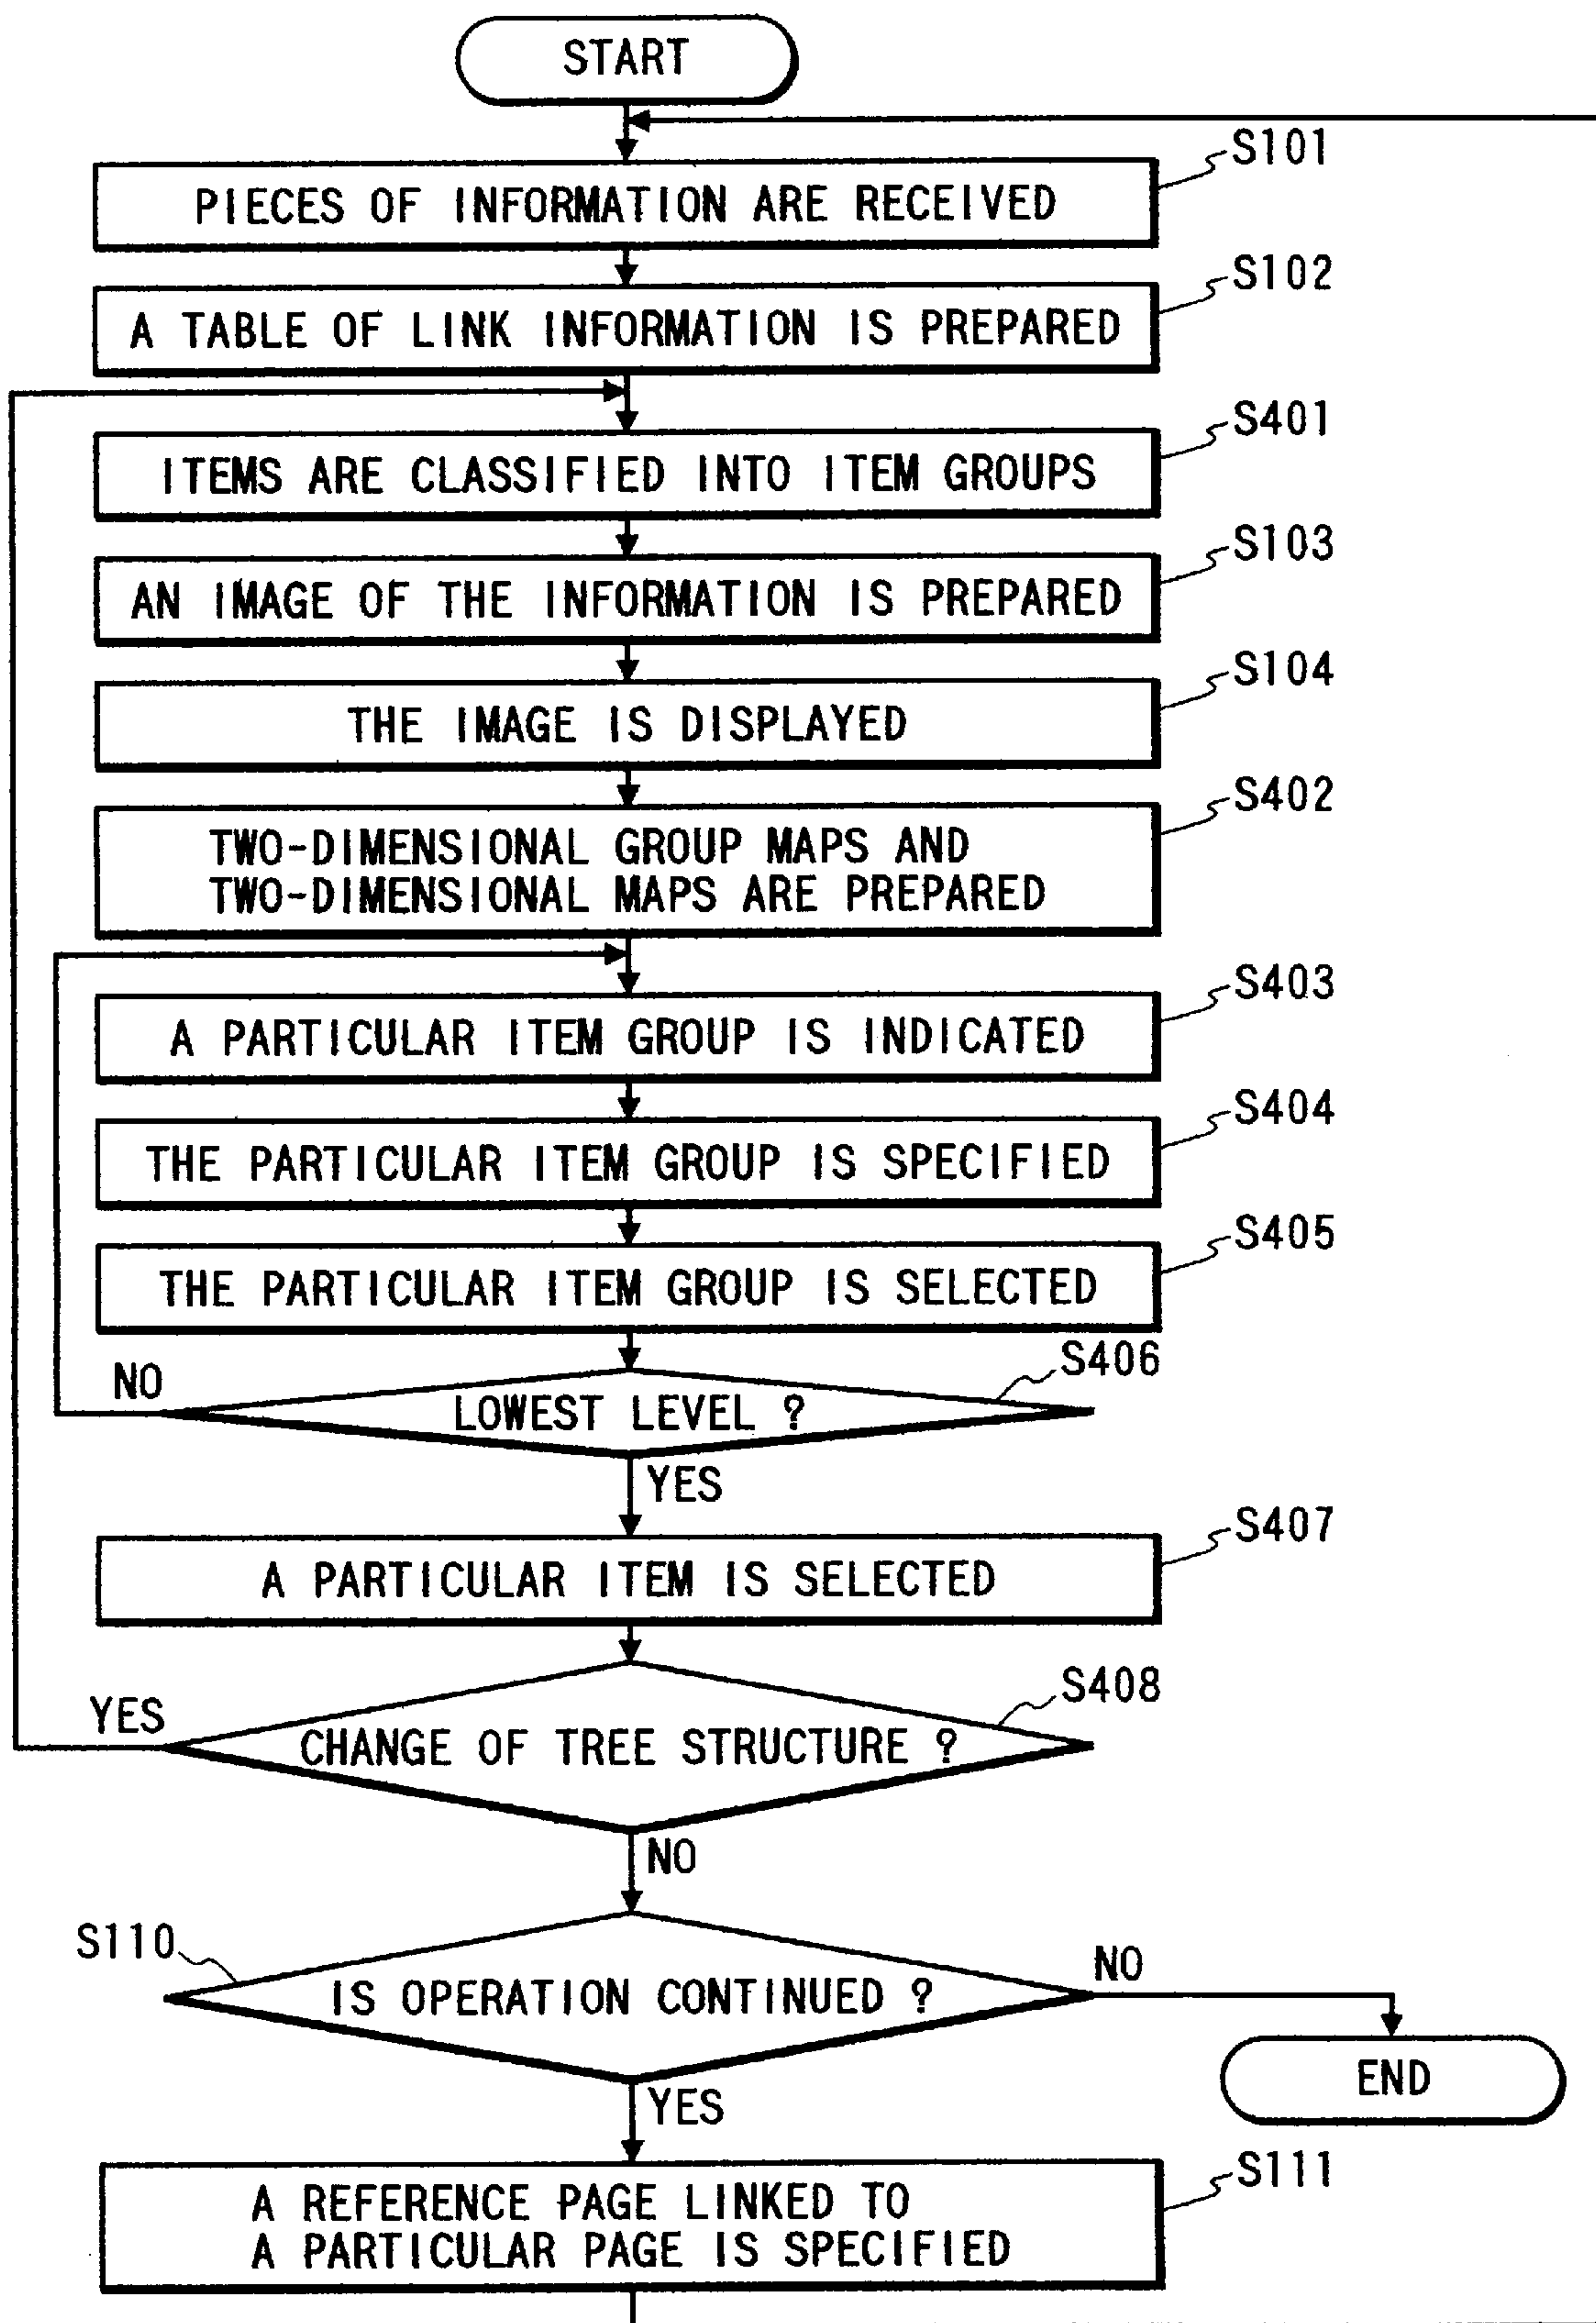 START
S101
PIECES OF INFORMATION ARE RECEIVED
S102
A TABLE OF LINK INFORMATION IS PREPARED
S401
ITEMS ARE CLASSIFIED INTO ITEM GROUPS
S103
AN IMAGE OF THE INFORMATION IS PREPARED
S104
THE IMAGE IS DISPLAYED
S402
TWO-DIMENSIONAL GROUP MAPS AND
TWO-DIMENSIONAL MAPS ARE PREPARED
S403
A PARTICULAR ITEM GROUP IS INDICATED
S404
THE PARTICULAR ITEM GROUP IS SPECIFIED
S405
THE PARTICULAR ITEM GROUP IS SELECTED
S406
NO
LOWEST LEVEL ?
YES
S407
A PARTICULAR ITEM IS SELECTED
S408
YES
CHANGE OF TREE STRUCTURE ?
NO
S110
NO
IS OPERATION CONTINUED ?
END
YES
S111
A REFERENCE PAGE LINKED TO
A PARTICULAR PAGE IS SPECIFIED